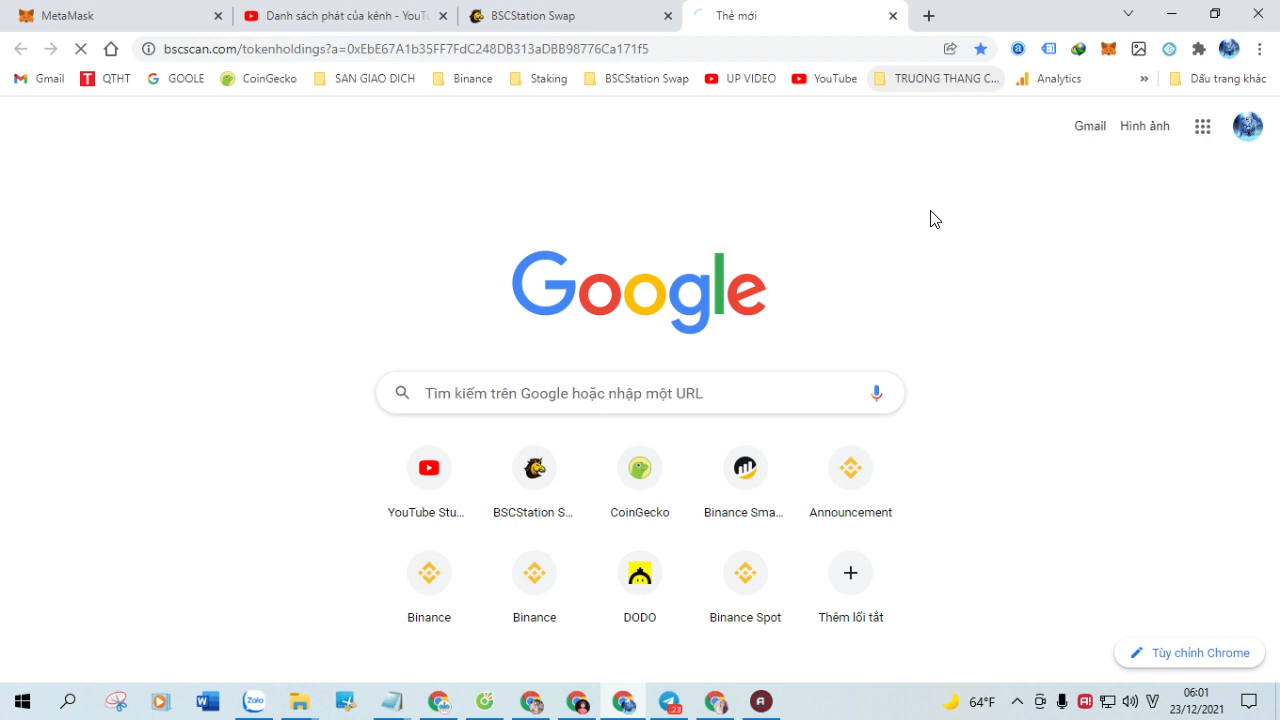 MetaMask
Danh sách phát của kênh - YouTu
BSCStation Swap
Thẻ mới
bscscan.com/tokenholdings?a=0xEbE67A1b35FF7FdC248DB313aDBB98776Ca171f5
Gmail
QTHT
GOOLE
CoinGecko
SAN GIAO DICH
Binance
Staking
BSCStation Swap
UP VIDEO
YouTube
TRUONG THANG C...
Analytics
»
Dấu trang khác
Gmail
Hình ảnh
Google
Tìm kiếm trên Google hoặc nhập một URL
YouTube Stu...
BSCStation S...
CoinGecko
Binance Sma...
Announcement
Binance
Binance
DODO
Binance Spot
Thêm lối tắt
Tùy chỉnh Chrome
Zalo
23
64°F
06:01
23/12/2021